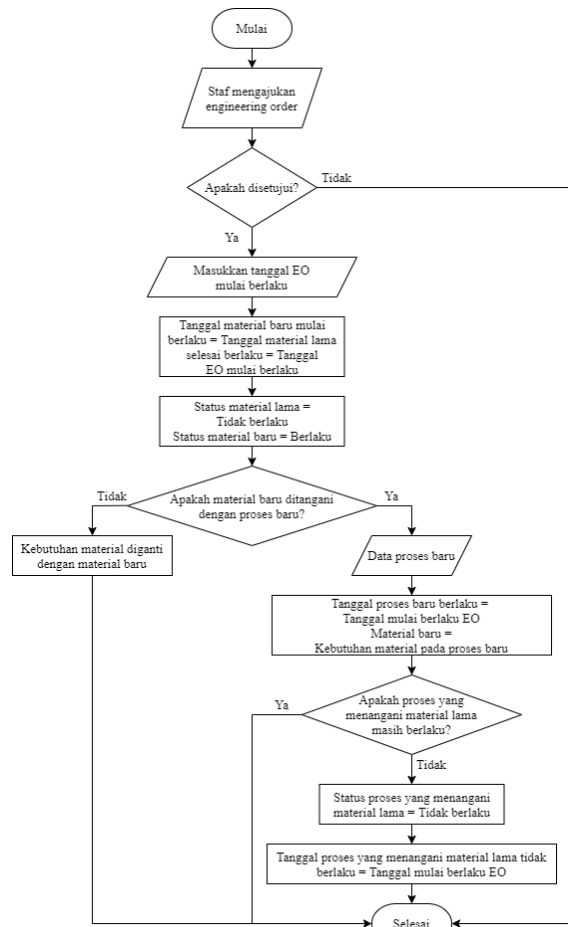 Mulai
Staf mengajukan
engineering order
Apakah disetujui?
Tidak
Ya
Masukkan tanggal EO
mulai berlaku
Tanggal material baru mulai
berlaku = Tanggal material lama
selesai berlaku = Tanggal
EO mulai berlaku
Status material lama =
Tidak berlaku
Status material baru = Berlaku
Apakah material baru ditangani
dengan proses baru?
Tidak
Ya
Kebutuhan material diganti
dengan material baru
Data proses baru
Tanggal proses baru berlaku =
Tanggal mulai berlaku EO
Material baru =
Kebutuhan material pada proses baru
Apakah proses yang
menangani material lama
masih berlaku?
Ya
Tidak
Status proses yang menangani
material lama = Tidak berlaku
Tanggal proses yang menangani material lama tidak
berlaku = Tanggal mulai berlaku EO
Selesai